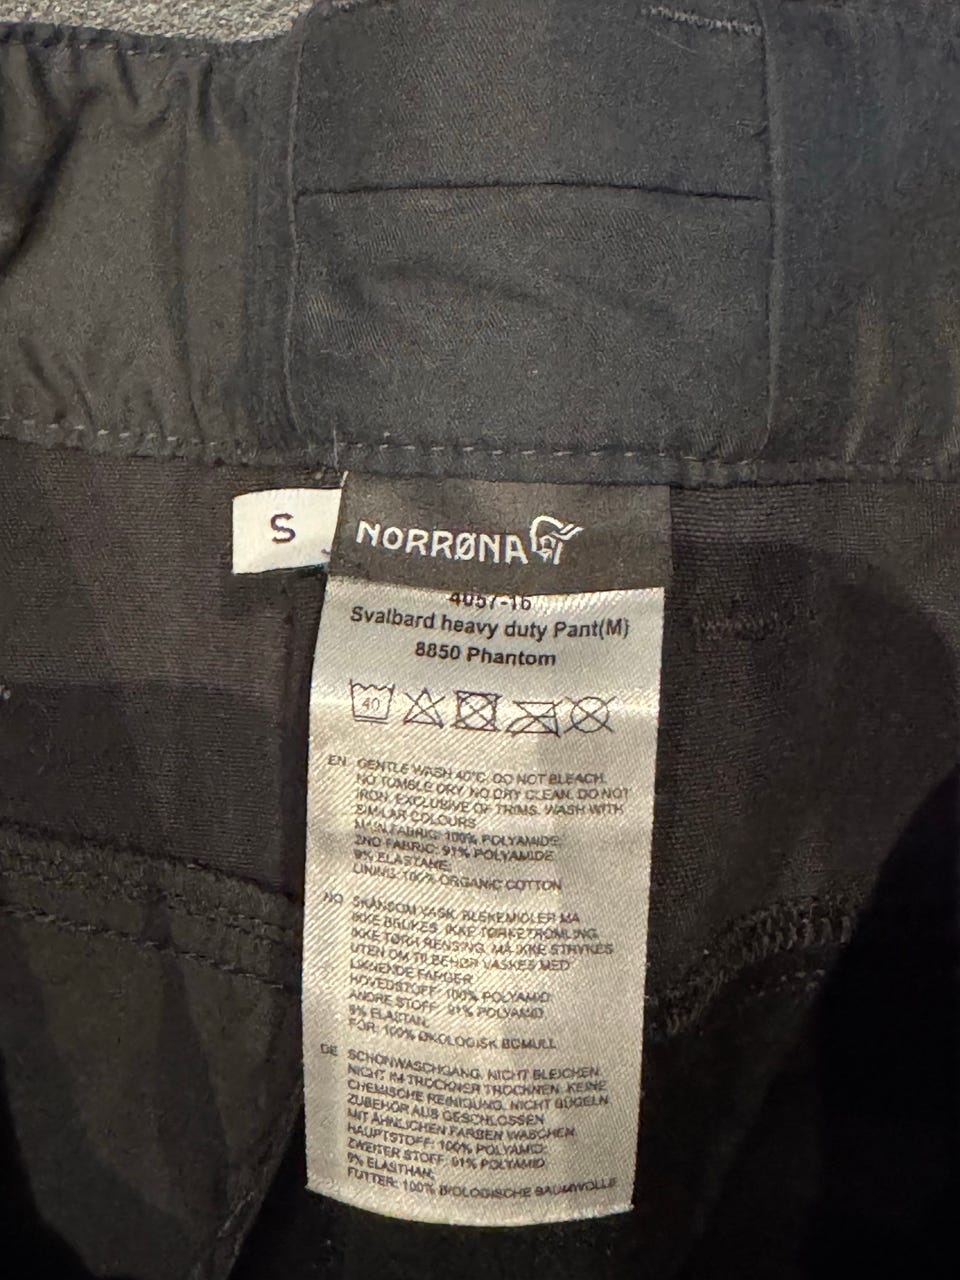 S
NORRØNA
4057-16
Svalbard heavy duty Pant(M)
8850 Phantom
40
EN GENTLE WASH 40°C. DO NOT BLEACH.
NO TUMBLE DRY. NO DRY CLEAN. DO NOT
IRON. EXCLUSIVE OF TRIMS. WASH WITH
SIMILAR COLOURS
MAIN FABRIC: 100% POLYAMIDE
2ND FABRIC: 91% POLYAMIDE
9% ELASTANE.
LINING: 100% ORGANIC COTTON
NO SKÅNSOM VASK. BLEKEMIDLER MÅ
IKKE BRUKES. IKKE TØRKETROMLING.
IKKE TØRR RENSING. MÅ IKKE STRYKES
UTEN OM TILBEHØR VASKES MED
LIKNENDE FARGER
HOVEDSTOFF: 100% POLYAMID
ANDRE STOFF: 91% POLYAMID
9% ELASTAN.
FÔR: 100% ØKOLOGISK BOMULL
DE SCHONWASCHGANG. NICHT BLEICHEN
NICHT IM TROCKNER TROCKNEN. KEINE
CHEMISCHE REINIGUNG. NICHT BÜGELN
ZUBEHÖR AUS GESCHLOSSEN
MIT ÄHNLICHEN FARBEN WASCHEN
HAUPTSTOFF: 100% POLYAMID
ZWEITER STOFF: 91% POLYAMID
9% ELASTHAN;
FUTTER: 100% BIOLOGISCHE BAUMWOLLE